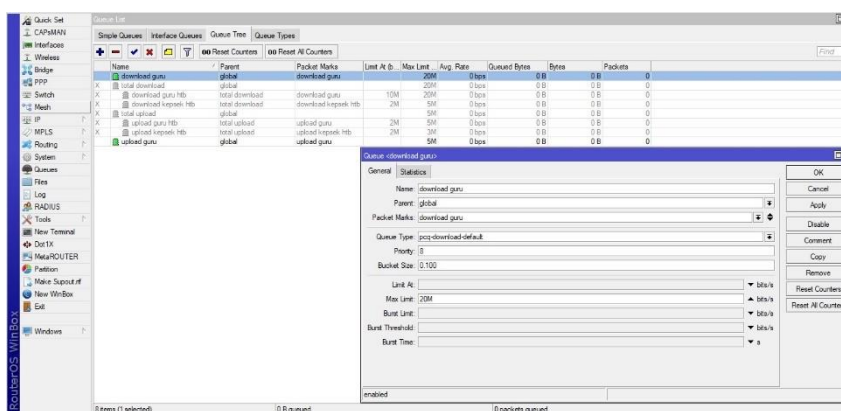 Quick Set
CAPsMAN
Interfaces
Wireless
Bridge
PPP
Switch
Mesh
IP
MPLS
Routing
System
Queues
Files
Log
RADIUS
Tools
New Terminal
Dot1X
MetaROUTER
Partition
Make Supout.rif
New WinBox
Exit
Windows
RouterOS WinBox
Queue List
Simple Queues Interface Queues Queue Tree Queue Types
00 Reset Counters 00 Reset All Counters Find
Name Parent Packet Marks Limit At (b... Max Limit ... Avg. Rate Queued Bytes Bytes Packets
download guru global download guru 20M 0 bps 0 B 0 B 0
X total download global 20M 0 bps 0 B 0 B 0
X download guru htb total download download guru 10M 20M 0 bps 0 B 0 B 0
X download kepsek htb total download download kepsek htb 2M 5M 0 bps 0 B 0 B 0
X total upload global 5M 0 bps 0 B 0 B 0
X upload guru htb total upload upload guru 2M 5M 0 bps 0 B 0 B 0
X upload kepsek htb total upload upload kepsek htb 2M 3M 0 bps 0 B 0 B 0
upload guru global upload guru 5M 0 bps 0 B 0 B 0
Queue <download guru>
General Statistics
Name: download guru
Parent: global
Packet Marks: download guru
Queue Type: pcq-download-default
Priority: 8
Bucket Size: 0.100
Limit At: bits/s
Max Limit: 20M bits/s
Burst Limit: bits/s
Burst Threshold: bits/s
Burst Time: s
enabled
OK
Cancel
Apply
Disable
Comment
Copy
Remove
Reset Counters
Reset All Counter
8 items (1 selected) 0 B queued 0 packets queued